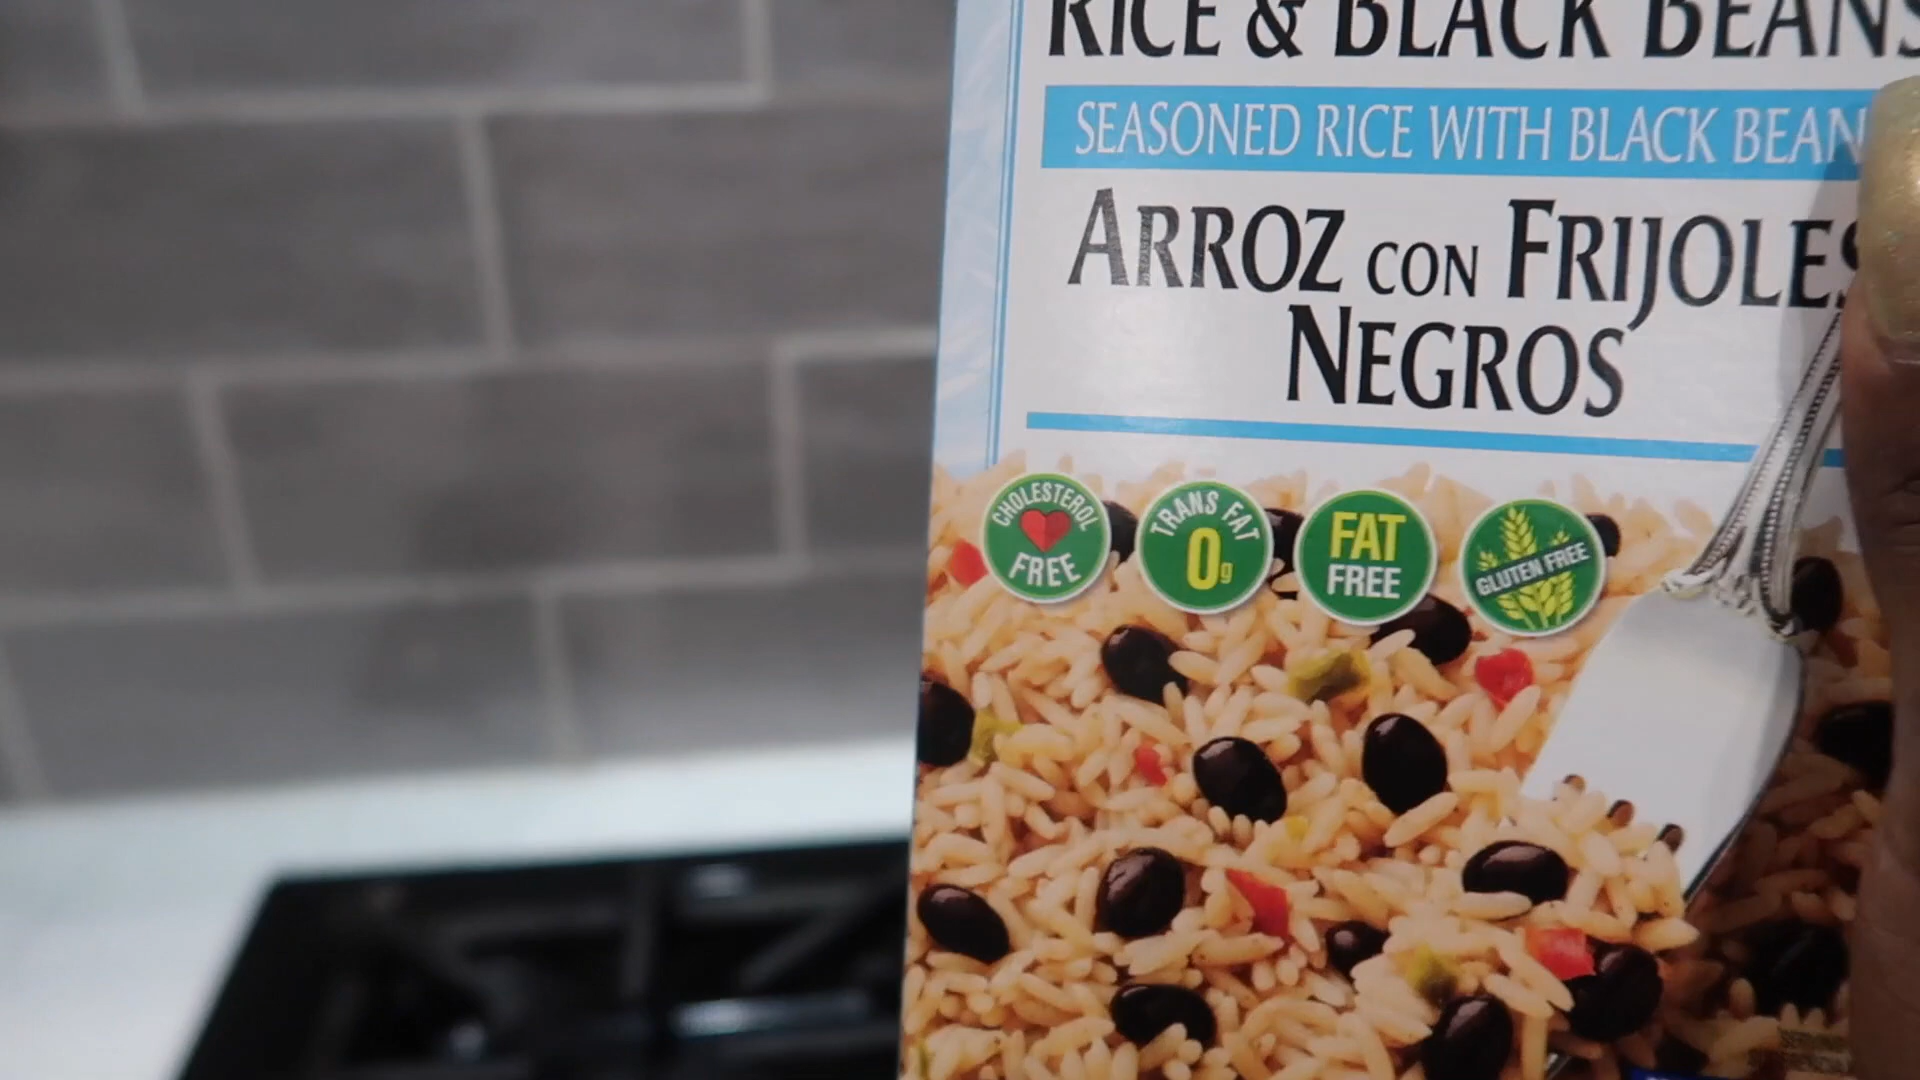 RICE & BLACK BEANS
SEASONED RICE WITH BLACK BEAN
ARROZ CON FRIJOLES
NEGROS
CHOLESTEROL
FREE
TRANS FAT
0g
FAT
FREE
GLUTEN FREE